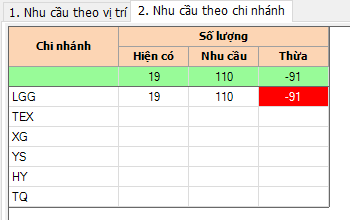 1. Nhu cầu theo vị trí 2. Nhu cầu theo chi nhánh
Chi nhánh Số lượng
Hiện có Nhu cầu Thừa
19 110 -91
LGG 19 110 -91
TEX
XG
YS
HY
TQ